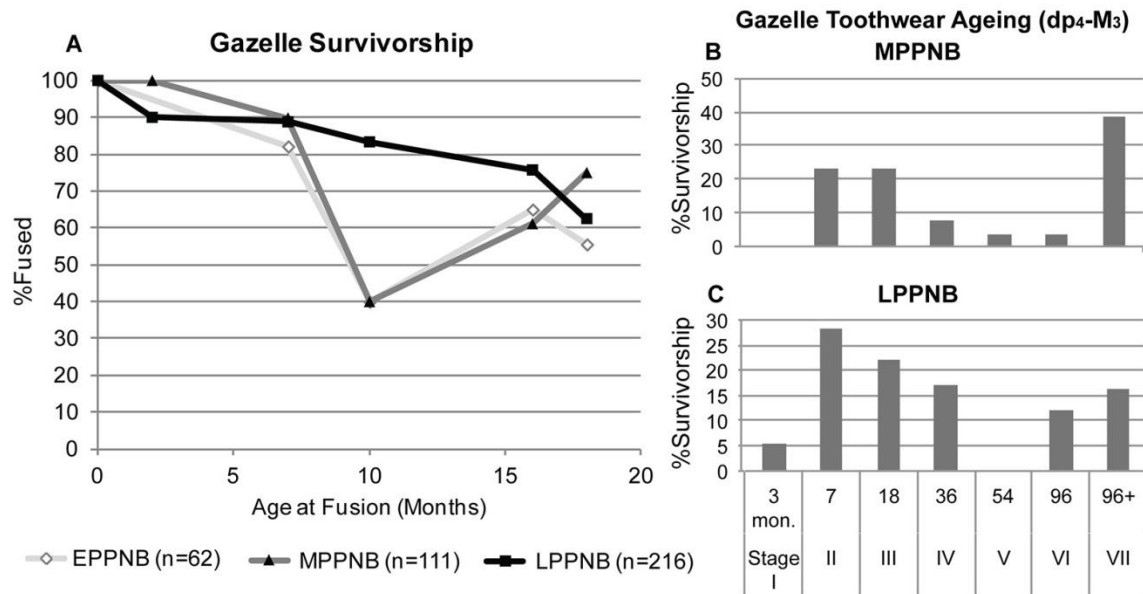 A
Gazelle Survivorship
100
90
80
70
60
50
40
30
20
10
0
%Fused
0 5 10 15 20
Age at Fusion (Months)
EPPNB (n=62) MPPNB (n=111) LPPNB (n=216)
Gazelle Toothwear Ageing (dp₄-M₃)
B
MPPNB
50
40
30
20
10
0
%Survivorship
C
LPPNB
30
25
20
15
10
5
0
%Survivorship
3 7 18 36 54 96 96+
mon.
Stage II III IV V VI VII
I